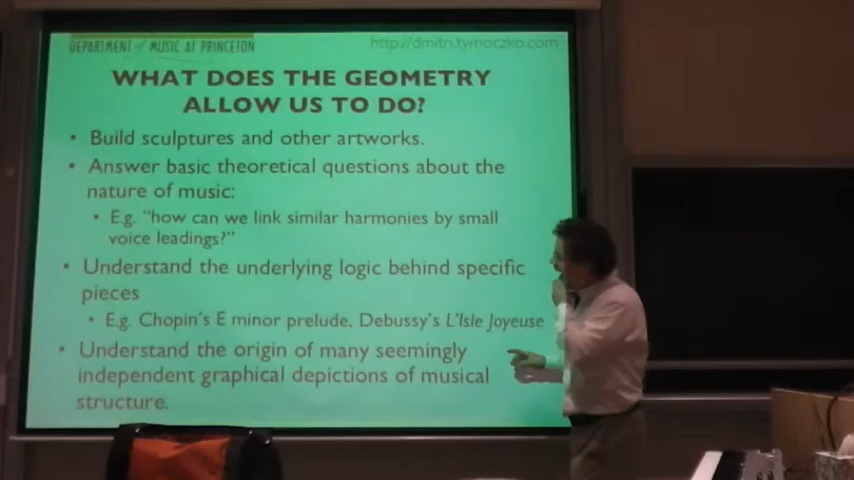 DEPARTMENT of MUSIC AT PRINCETON
http://dmitri.tymoczko.com
WHAT DOES THE GEOMETRY
ALLOW US TO DO?
• Build sculptures and other artworks.
• Answer basic theoretical questions about the
nature of music:
• E.g. "how can we link similar harmonies by small
voice leadings?"
• Understand the underlying logic behind specific
pieces
• E.g. Chopin's E minor prelude, Debussy's L'Isle Joyeuse
• Understand the origin of many seemingly
independent graphical depictions of musical
structure.